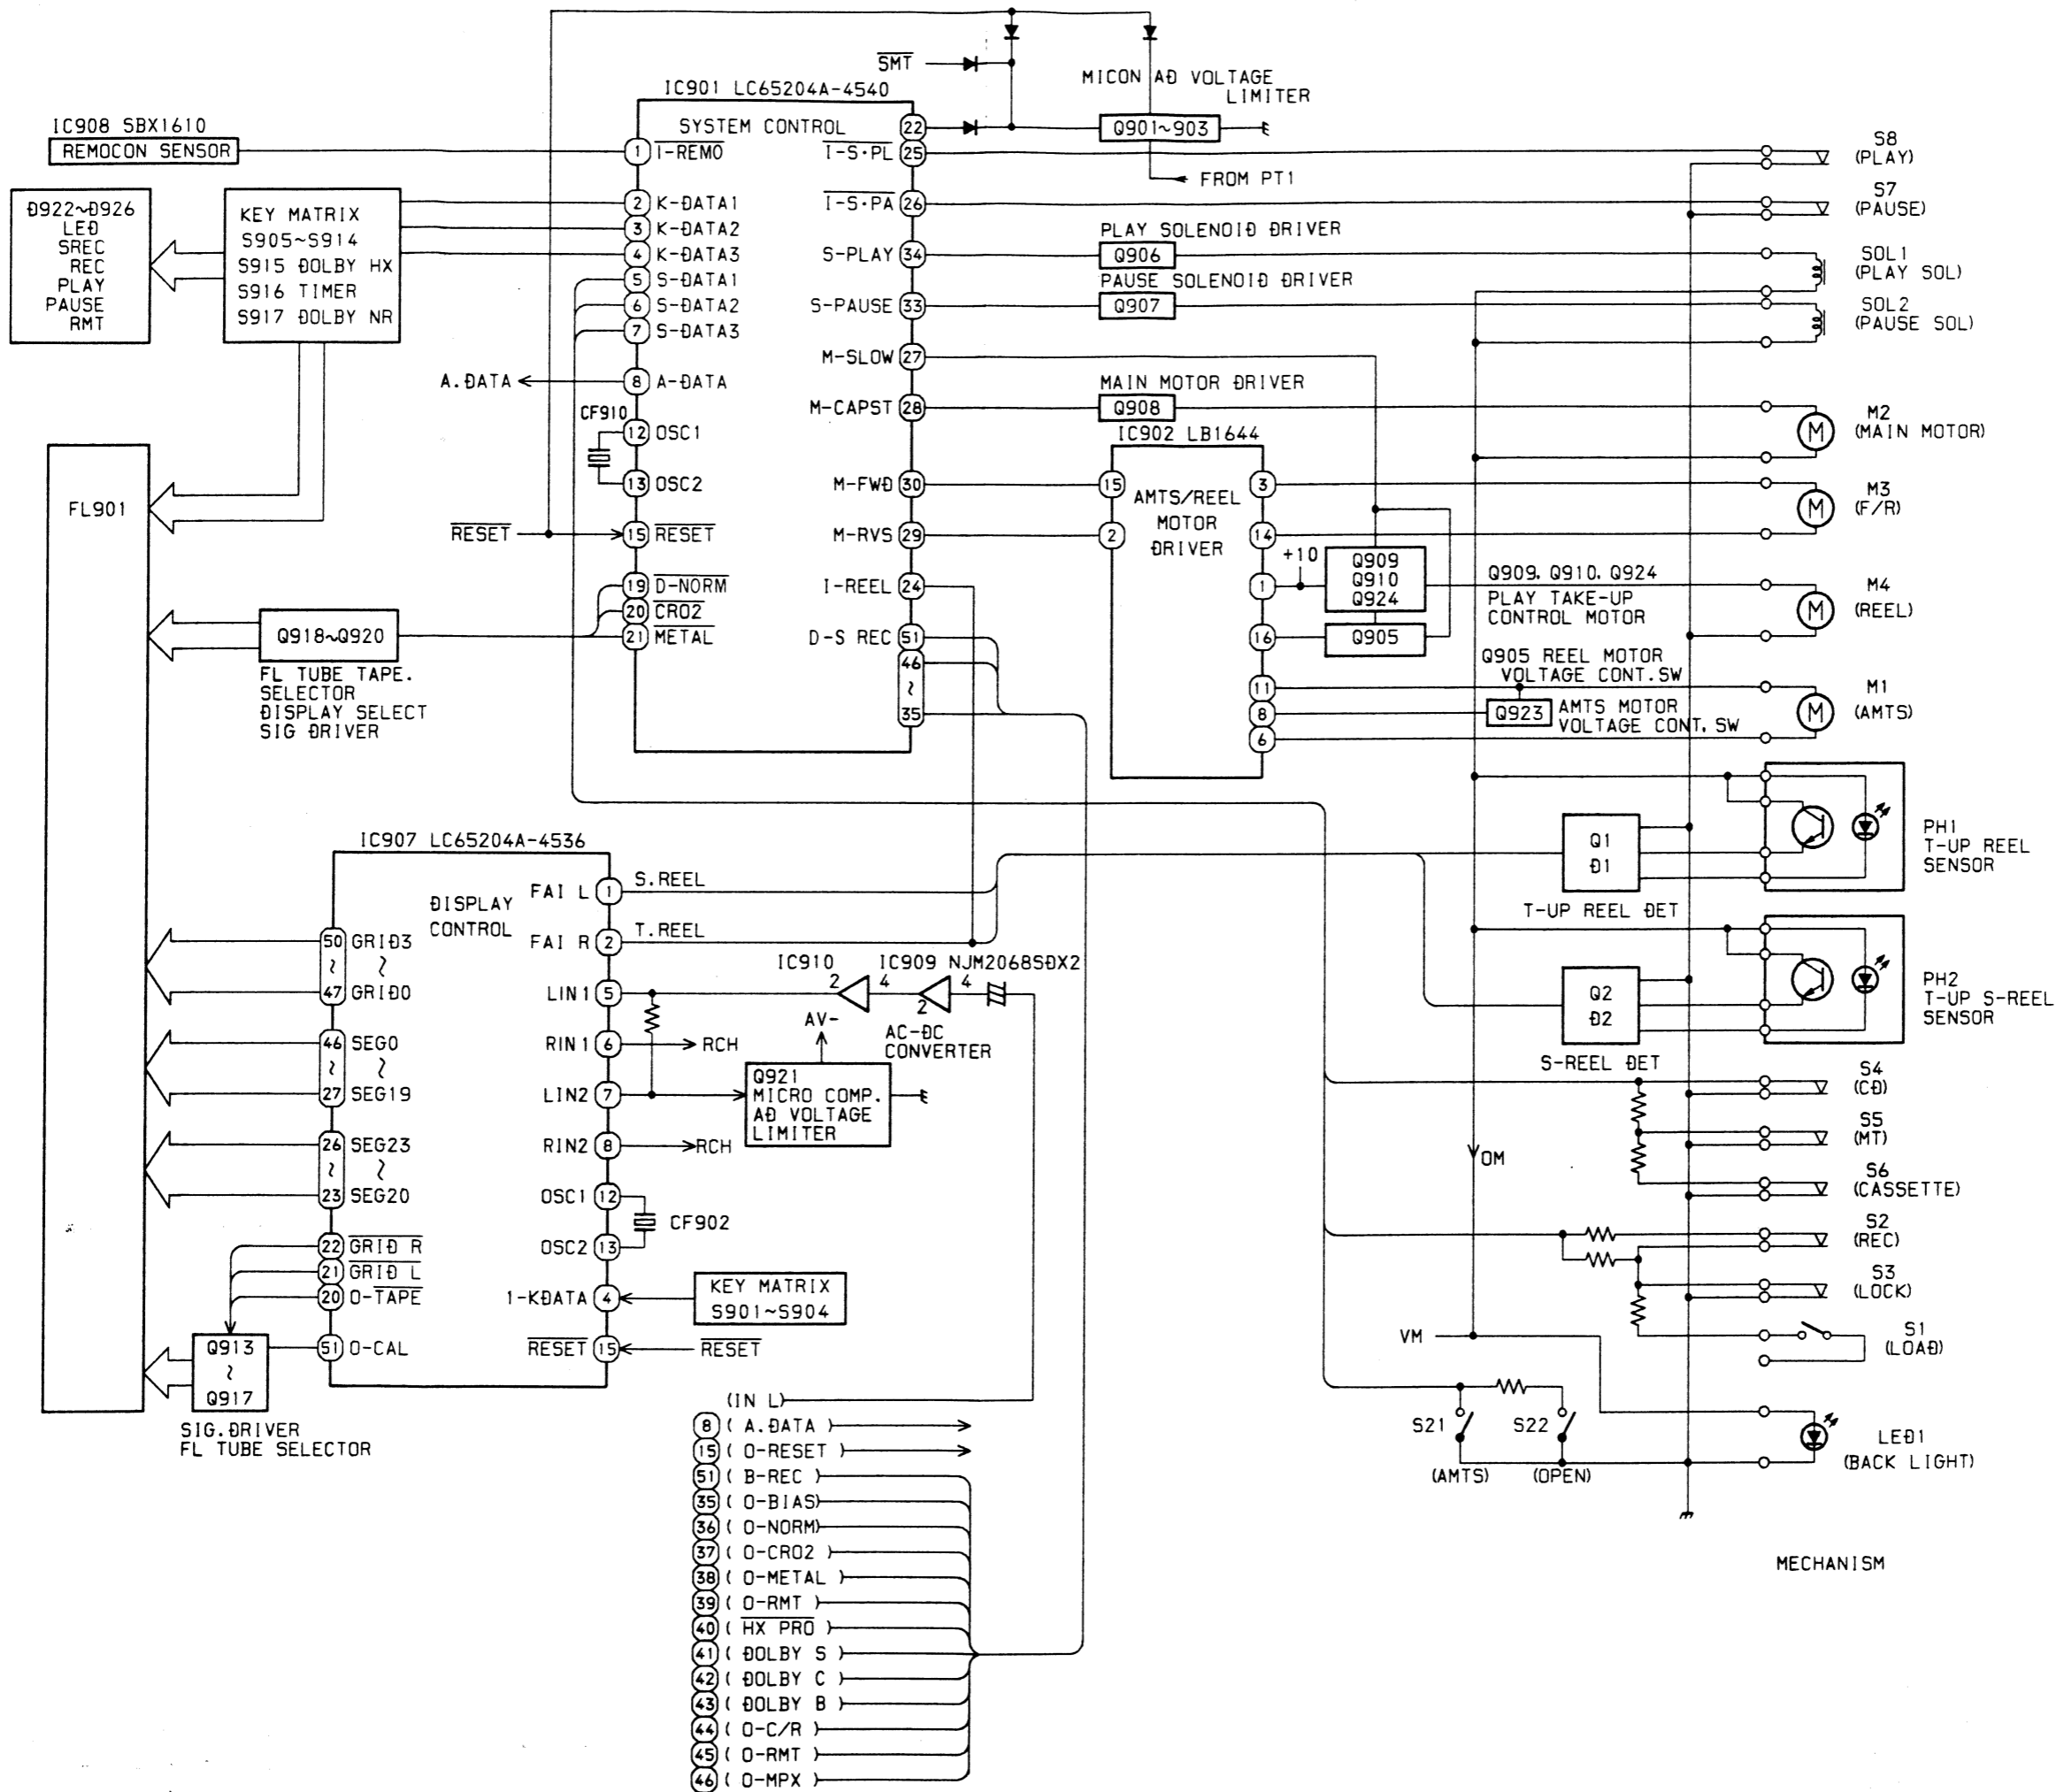 SMT
MICON AD VOLTAGE
LIMITER
IC901 LC65204A-4540
SYSTEM CONTROL
22
Q901~903
FROM PT1
IC908 SBX1610
REMOCON SENSOR
1 I-REMO
I-S·PL 25
S8
(PLAY)
D922~D926
LED
SREC
REC
PLAY
PAUSE
RMT
KEY MATRIX
S905~S914
S915 DOLBY HX
S916 TIMER
S917 DOLBY NR
2 K-DATA1
3 K-DATA2
4 K-DATA3
5 S-DATA1
6 S-DATA2
7 S-DATA3
I-S·PA 26
S7
(PAUSE)
PLAY SOLENOID DRIVER
S-PLAY 34
Q906
SOL1
(PLAY SOL)
PAUSE SOLENOID DRIVER
S-PAUSE 33
Q907
SOL2
(PAUSE SOL)
M-SLOW 27
A.DATA
8 A-DATA
MAIN MOTOR DRIVER
M-CAPST 28
Q908
M
M2
(MAIN MOTOR)
CF910
12 OSC1
13 OSC2
IC902 LB1644
AMTS/REEL
MOTOR
DRIVER
M-FWD 30
15
3
M
M3
(F/R)
RESET
15 RESET
M-RVS 29
2
14
19 D-NORM
20 CRO2
21 METAL
I-REEL 24
+10
1
Q909
Q910
Q924
Q909. Q910. Q924
PLAY TAKE-UP
CONTROL MOTOR
M
M4
(REEL)
D-S REC 51
46
~
35
16
Q905
Q905 REEL MOTOR
VOLTAGE CONT.SW
11
8
6
Q923
AMTS MOTOR
VOLTAGE CONT. SW
M
M1
(AMTS)
FL901
Q918~Q920
FL TUBE TAPE.
SELECTOR
DISPLAY SELECT
SIG DRIVER
IC907 LC65204A-4536
DISPLAY
CONTROL
FAI L 1
S.REEL
FAI R 2
T.REEL
Q1
D1
T-UP REEL DET
PH1
T-UP REEL
SENSOR
Q2
D2
S-REEL DET
PH2
T-UP S-REEL
SENSOR
50 GRID3
~
~
47 GRID0
LIN1 5
IC910
2
4
IC909 NJM2068SDX2
2
4
AC-DC
CONVERTER
AV-
46 SEG0
~
~
27 SEG19
RIN1 6
RCH
LIN2 7
Q921
MICRO COMP.
AD VOLTAGE
LIMITER
26 SEG23
~
~
23 SEG20
RIN2 8
RCH
OSC1 12
CF902
OSC2 13
22 GRID R
21 GRID L
20 O-TAPE
1-KDATA 4
KEY MATRIX
S901~S904
51 O-CAL
RESET 15
RESET
Q913
~
Q917
SIG.DRIVER
FL TUBE SELECTOR
S4
(CD)
S5
(MT)
S6
(CASSETTE)
OM
S2
(REC)
S3
(LOCK)
VM
S1
(LOAD)
S21
S22
(AMTS)
(OPEN)
LED1
(BACK LIGHT)
MECHANISM
(IN L)
8 ( A.DATA )
15 ( O-RESET )
51 ( B-REC )
35 ( O-BIAS)
36 ( O-NORM)
37 ( O-CRO2 )
38 ( O-METAL )
39 ( O-RMT )
40 ( HX PRO )
41 ( DOLBY S )
42 ( DOLBY C )
43 ( DOLBY B )
44 ( O-C/R )
45 ( O-RMT )
46 ( O-MPX )